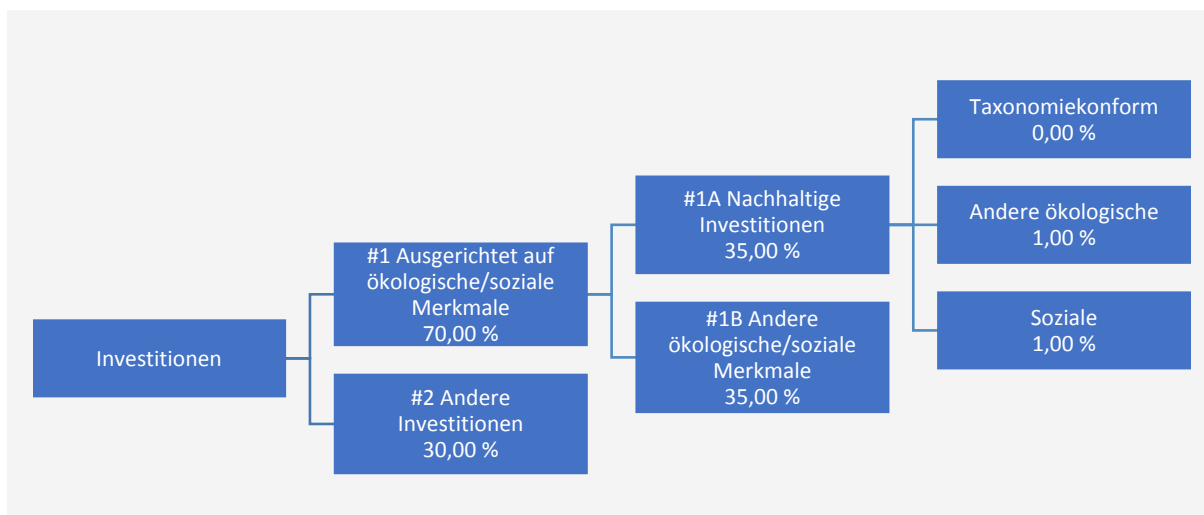 Investitionen
#1 Ausgerichtet auf
ökologische/soziale
Merkmale
70,00 %
#2 Andere
Investitionen
30,00 %
#1A Nachhaltige
Investitionen
35,00 %
#1B Andere
ökologische/soziale
Merkmale
35,00 %
Taxonomiekonform
0,00 %
Andere ökologische
1,00 %
Soziale
1,00 %